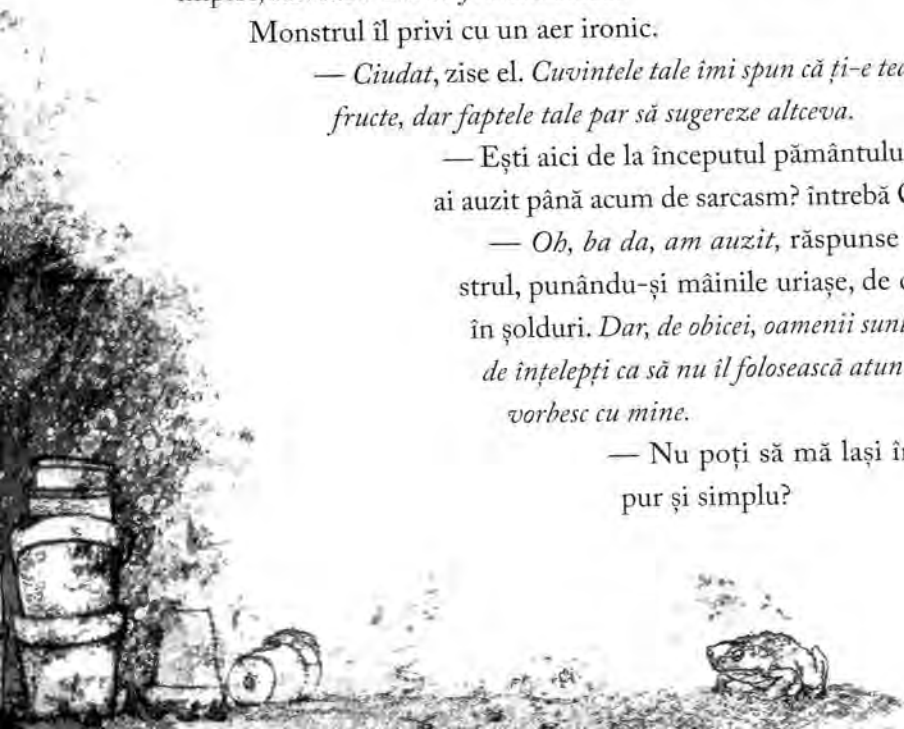 Monstrul îl privi cu un aer ironic.
— Ciudat, zise el. Cuvintele tale îmi spun că ți-e
fructe, dar faptele tale par să sugereze altceva.
— Ești aici de la începutul
ai auzit până acum de sarcasm? întrebă
— Oh, ba da, am auzit, răspunse
strul, punându-și mâinile uriașe, de
în șolduri. Dar, de obicei, oamenii
de înțelepți ca să nu îl folosească
vorbesc cu mine.
— Nu poți să mă lași
pur și simplu?